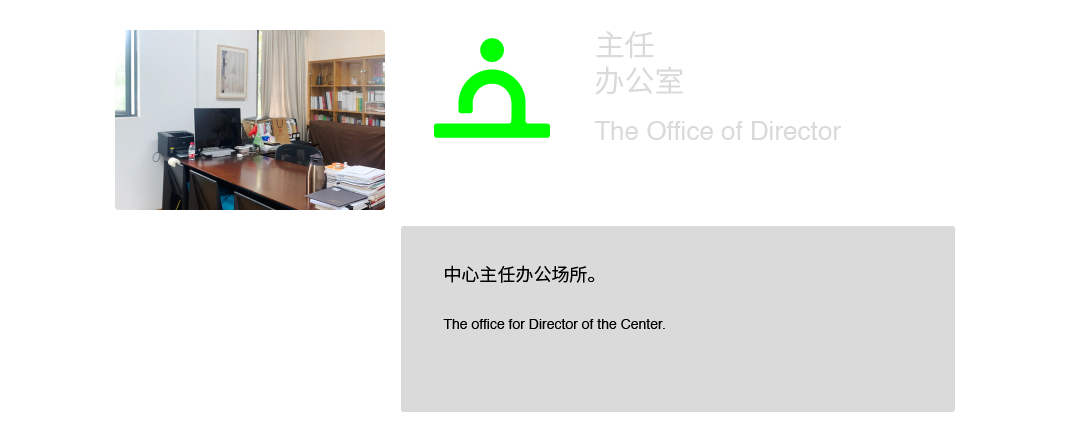 主任
办公室
The Office of Director
中心主任办公场所。
The office for Director of the Center.